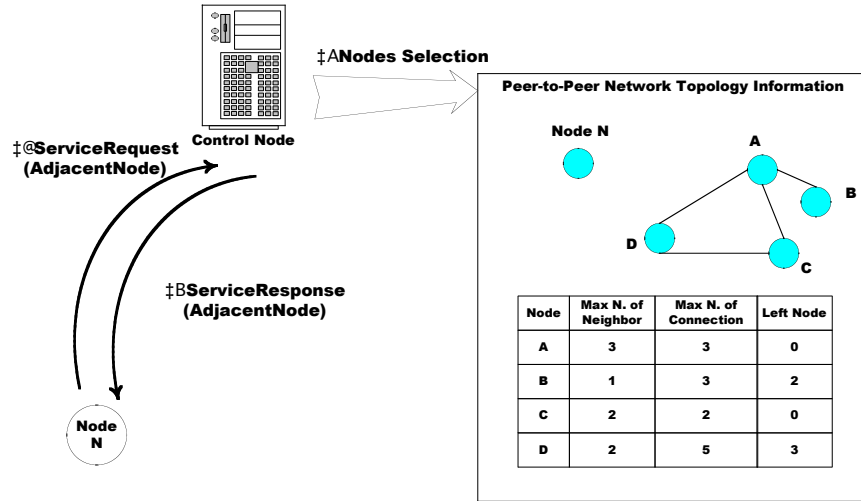 ‡ANodes Selection
Control Node
‡@ServiceRequest
(AdjacentNode)
‡BServiceResponse
(AdjacentNode)
Node
N
Peer-to-Peer Network Topology Information
Node N
A
B
D
C
Node Max N. of Neighbor Max N. of Connection Left Node
A 3 3 0
B 1 3 2
C 2 2 0
D 2 5 3